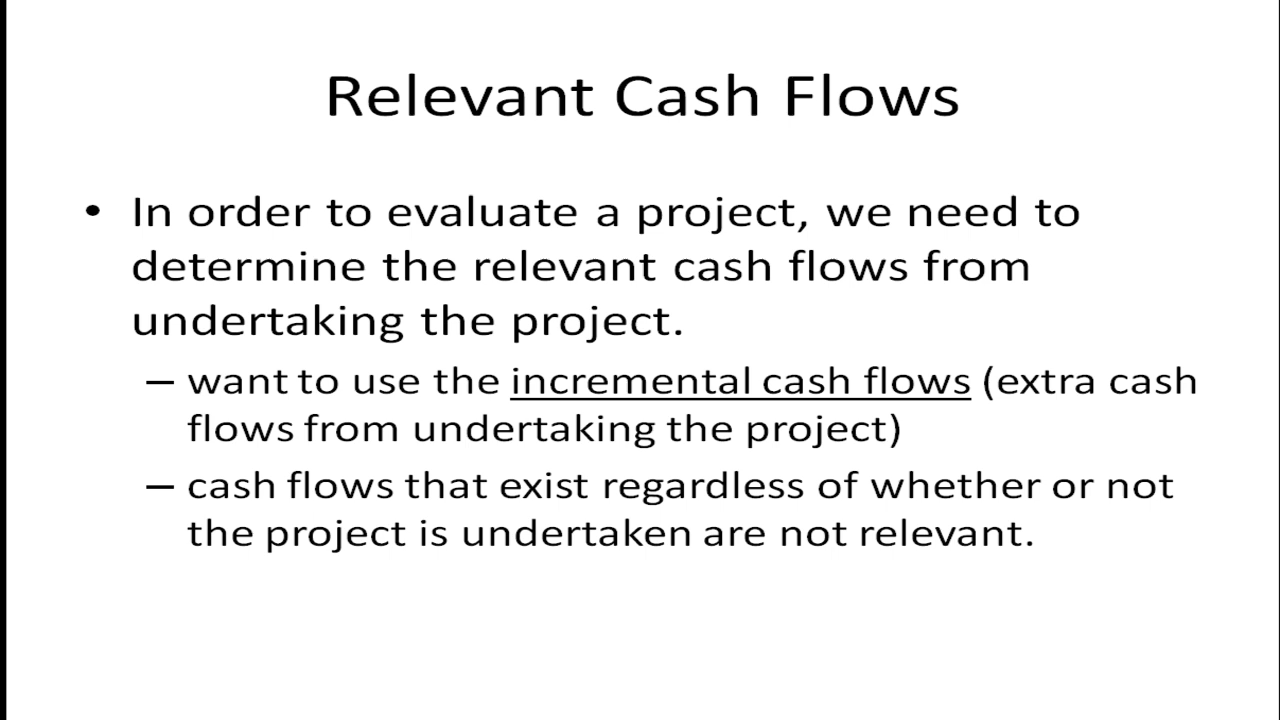 Relevant Cash Flows
• In order to evaluate a project, we need to
determine the relevant cash flows from
undertaking the project.
– want to use the incremental cash flows (extra cash
flows from undertaking the project)
– cash flows that exist regardless of whether or not
the project is undertaken are not relevant.